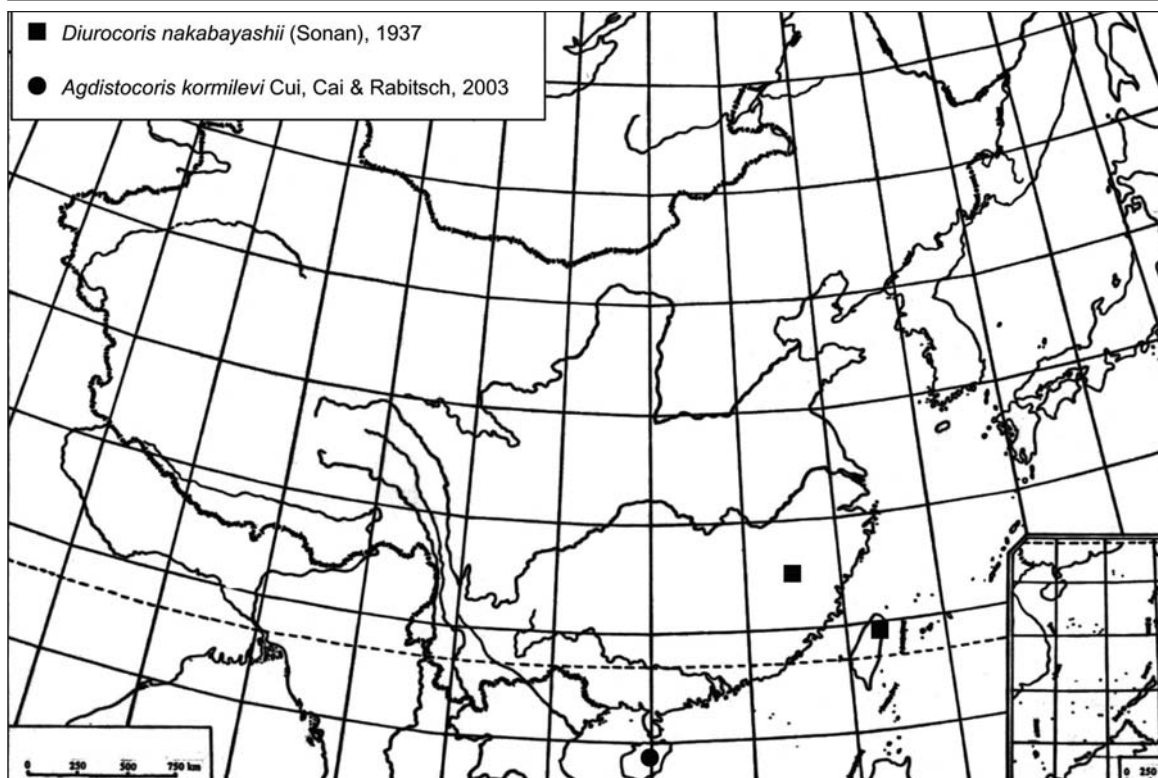 Diurocoris nakabayashii (Sonan), 1937
Agdistocoris kormilevi Cui, Cai & Rabitsch, 2003
0 250 500 750 km
0 250